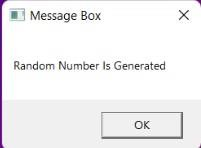 Message Box
Random Number Is Generated
OK